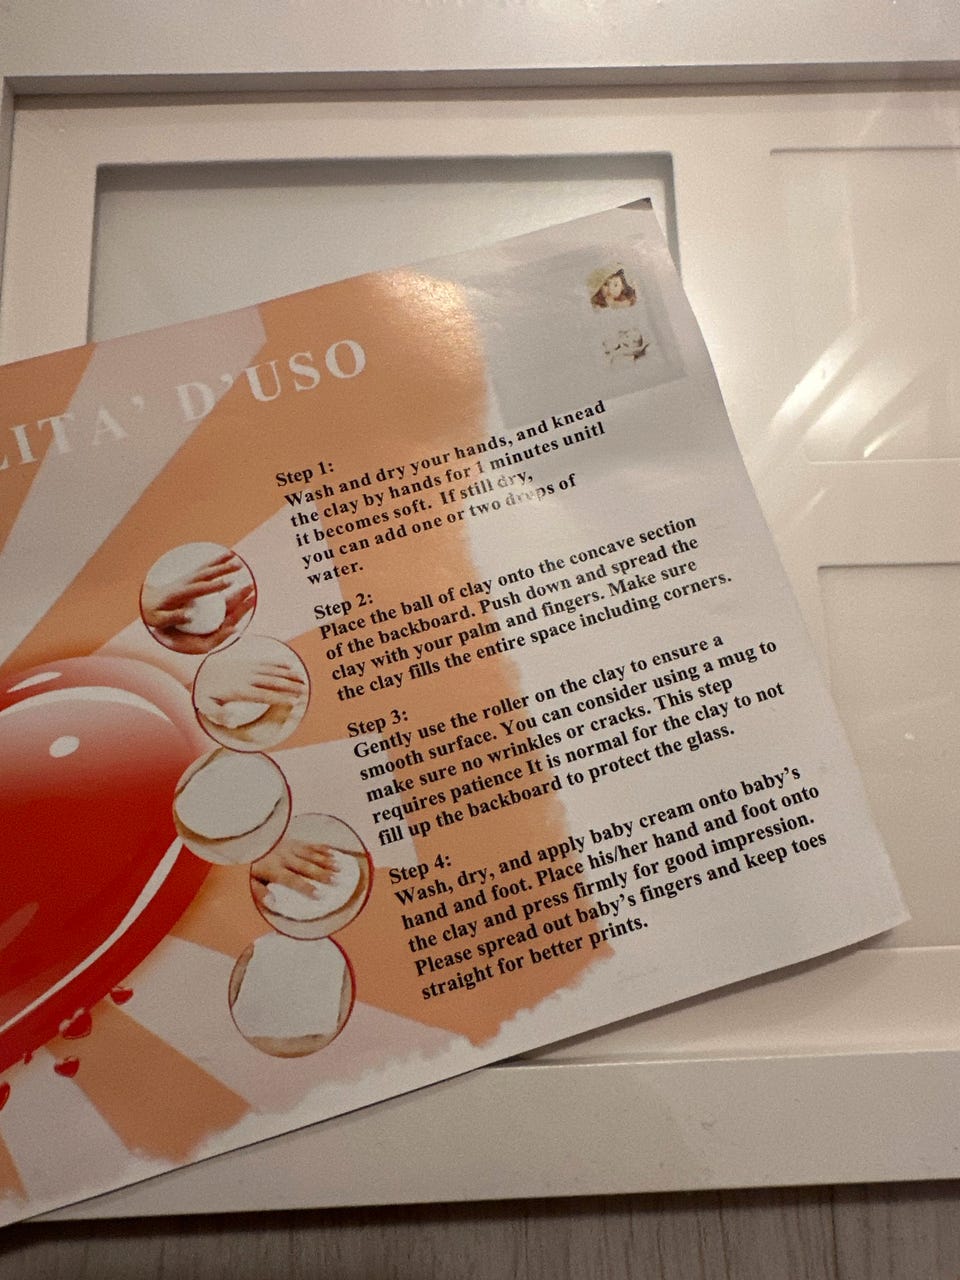 LITA' D'USO
Step 1:
Wash and dry your hands, and knead
the clay by hands for 1 minutes unitl
it becomes soft. If still dry,
you can add one or two drops of
water.
Step 2:
Place the ball of clay onto the concave section
of the backboard. Push down and spread the
clay with your palm and fingers. Make sure
the clay fills the entire space including corners.
Step 3:
Gently use the roller on the clay to ensure a
smooth surface. You can consider using a mug to
make sure no wrinkles or cracks. This step
requires patience It is normal for the clay to not
fill up the backboard to protect the glass.
Step 4:
Wash, dry, and apply baby cream onto baby's
hand and foot. Place his/her hand and foot onto
the clay and press firmly for good impression.
Please spread out baby's fingers and keep toes
straight for better prints.